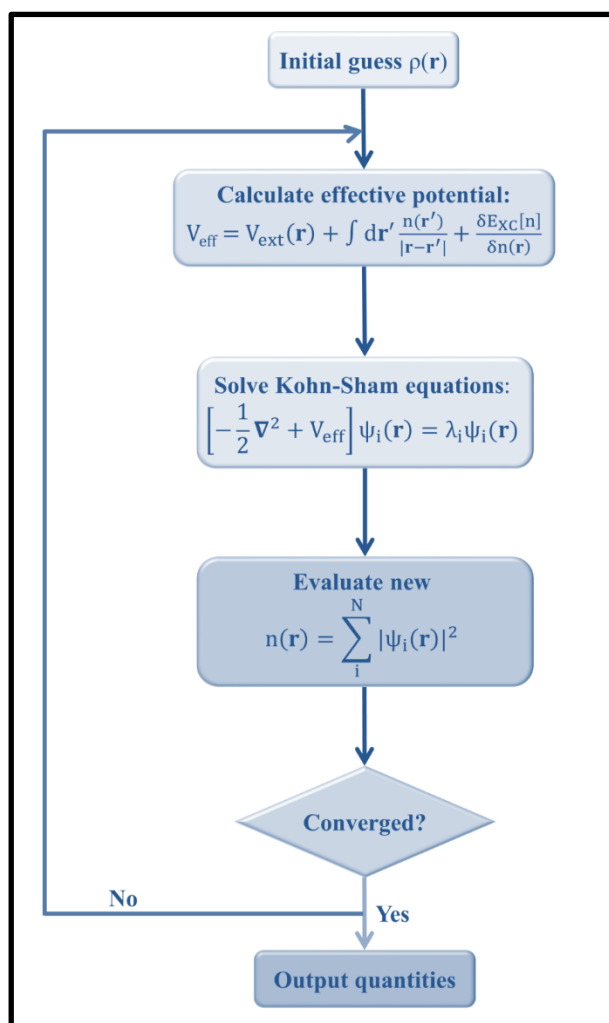 Initial guess ρ(𝐫)
Calculate effective potential:
V_eff = V_ext(𝐫) + ∫ d𝐫′ n(𝐫′)/|𝐫−𝐫′| + δE_XC[n]/δn(𝐫)
Solve Kohn-Sham equations:
[−1/2 𝛁² + V_eff] ψ_i(𝐫) = λ_i ψ_i(𝐫)
Evaluate new
n(𝐫) = ∑_i^N |ψ_i(𝐫)|²
Converged?
No
Yes
Output quantities